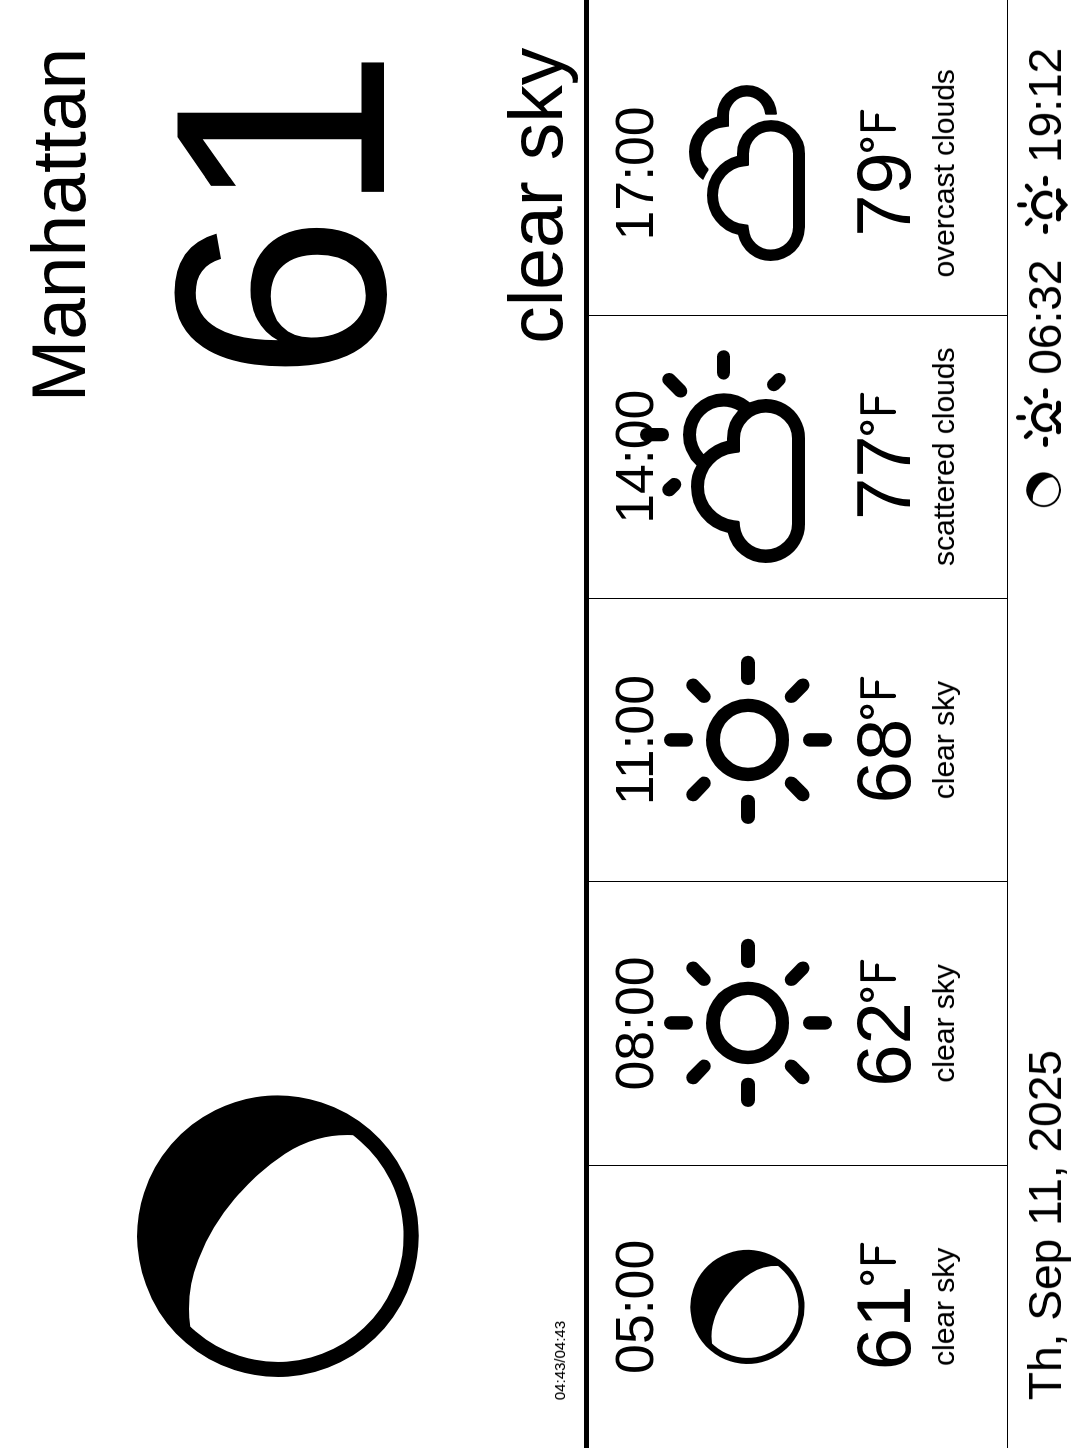 Manhattan
61
clear sky
04:43/04:43
05:00 08:00 11:00 14:00 17:00
61°F 62°F 68°F 77°F 79°F
clear sky clear sky clear sky scattered clouds overcast clouds
Th, Sep 11, 2025 06:32 19:12